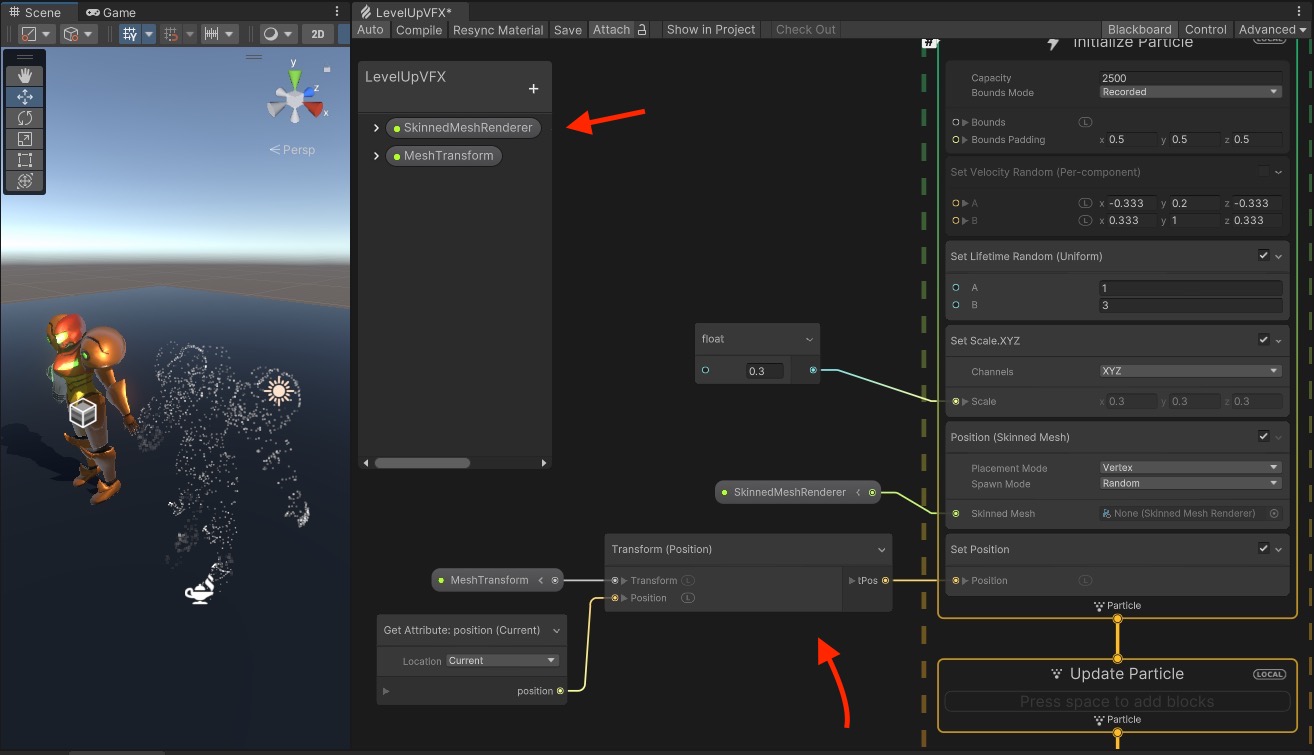 Scene
Game
LevelUpVFX*
2D
Auto
Compile
Resync Material
Save
Attach
Show in Project
Check Out
Blackboard
Control
Advanced
y
z
x
Persp
LevelUpVFX
+
SkinnedMeshRenderer
MeshTransform
float
0.3
SkinnedMeshRenderer
Transform (Position)
MeshTransform
Transform L
tPos
Position L
Get Attribute: position (Current)
Location Current
position
Initialize Particle
LOCAL
Capacity 2500
Bounds Mode Recorded
Bounds L
Bounds Padding x 0.5 y 0.5 z 0.5
Set Velocity Random (Per-component)
A L x -0.333 y 0.2 z -0.333
B L x 0.333 y 1 z 0.333
Set Lifetime Random (Uniform)
A 1
B 3
Set Scale.XYZ
Channels XYZ
Scale x 0.3 y 0.3 z 0.3
Position (Skinned Mesh)
Placement Mode Vertex
Spawn Mode Random
Skinned Mesh None (Skinned Mesh Renderer)
Set Position
Position L
Particle
Update Particle LOCAL
Press space to add blocks
Particle